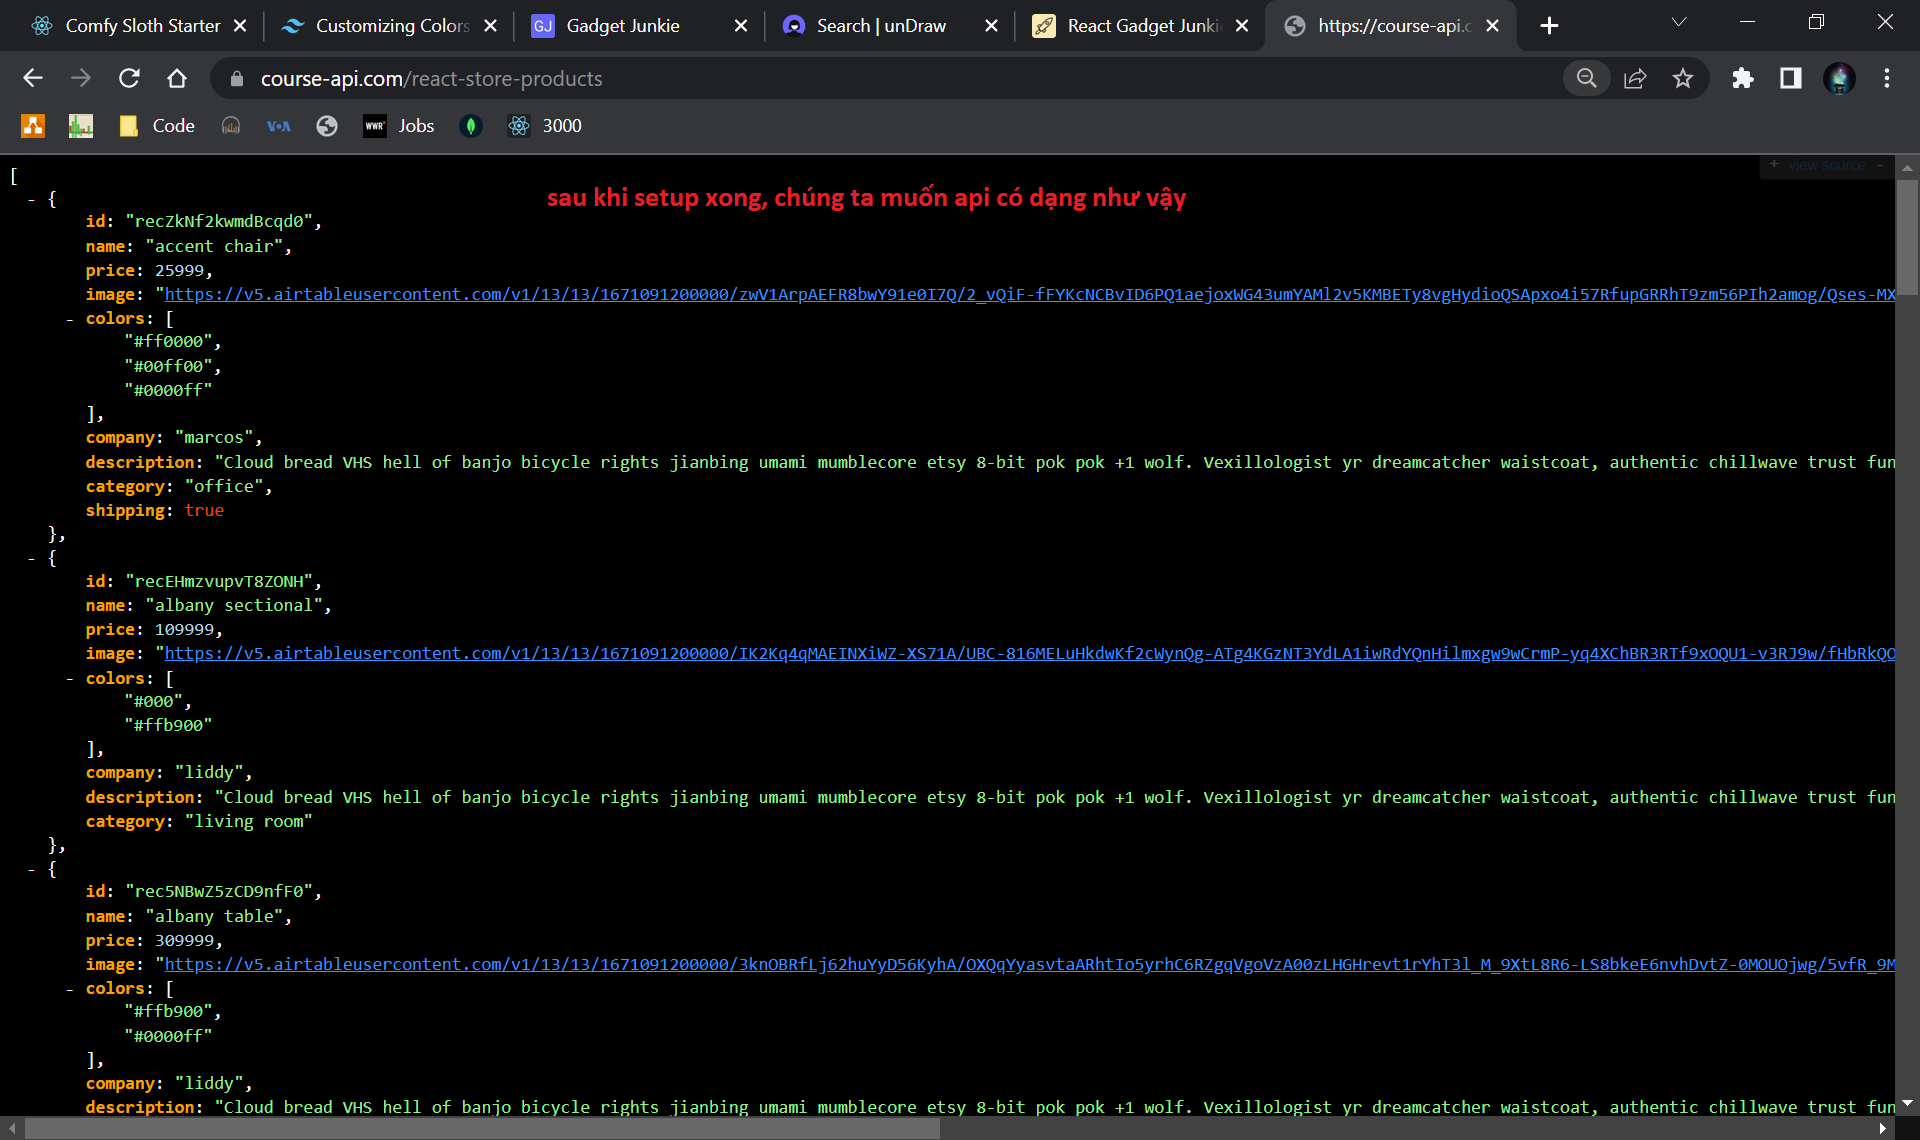 Comfy Sloth Starter
Customizing Colors
GJ Gadget Junkie
Search | unDraw
React Gadget Junki
https://course-api.c
course-api.com/react-store-products
Code
VOA
WWR Jobs
3000
+ view source -
[
sau khi setup xong, chúng ta muốn api có dạng như vậy
- {
id: "recZkNf2kwmdBcqd0",
name: "accent chair",
price: 25999,
image: "https://v5.airtableusercontent.com/v1/13/13/1671091200000/zwV1ArpAEFR8bwY91e0I7Q/2_vQiF-fFYKcNCBvID6PQ1aejoxWG43umYAMl2v5KMBETy8vgHydioQSApxo4i57RfupGRRhT9zm56PIh2amog/Qses-MX
- colors: [
"#ff0000",
"#00ff00",
"#0000ff"
],
company: "marcos",
description: "Cloud bread VHS hell of banjo bicycle rights jianbing umami mumblecore etsy 8-bit pok pok +1 wolf. Vexillologist yr dreamcatcher waistcoat, authentic chillwave trust fun
category: "office",
shipping: true
},
- {
id: "recEHmzvupvT8ZONH",
name: "albany sectional",
price: 109999,
image: "https://v5.airtableusercontent.com/v1/13/13/1671091200000/IK2Kq4qMAEINXiWZ-XS71A/UBC-816MELuHkdwKf2cWynQg-ATg4KGzNT3YdLA1iwRdYQnHilmxgw9wCrmP-yq4XChBR3RTf9xOQU1-v3RJ9w/fHbRkQO
- colors: [
"#000",
"#ffb900"
],
company: "liddy",
description: "Cloud bread VHS hell of banjo bicycle rights jianbing umami mumblecore etsy 8-bit pok pok +1 wolf. Vexillologist yr dreamcatcher waistcoat, authentic chillwave trust fun
category: "living room"
},
- {
id: "rec5NBwZ5zCD9nfF0",
name: "albany table",
price: 309999,
image: "https://v5.airtableusercontent.com/v1/13/13/1671091200000/3knOBRfLj62huYyD56KyhA/OXQqYyasvtaARhtIo5yrhC6RZgqVgoVzA00zLHGHrevt1rYhT3l_M_9XtL8R6-LS8bkeE6nvhDvtZ-0MOUOjwg/5vfR_9M
- colors: [
"#ffb900",
"#0000ff"
],
company: "liddy",
description: "Cloud bread VHS hell of banjo bicycle rights jianbing umami mumblecore etsy 8-bit pok pok +1 wolf. Vexillologist yr dreamcatcher waistcoat, authentic chillwave trust fun